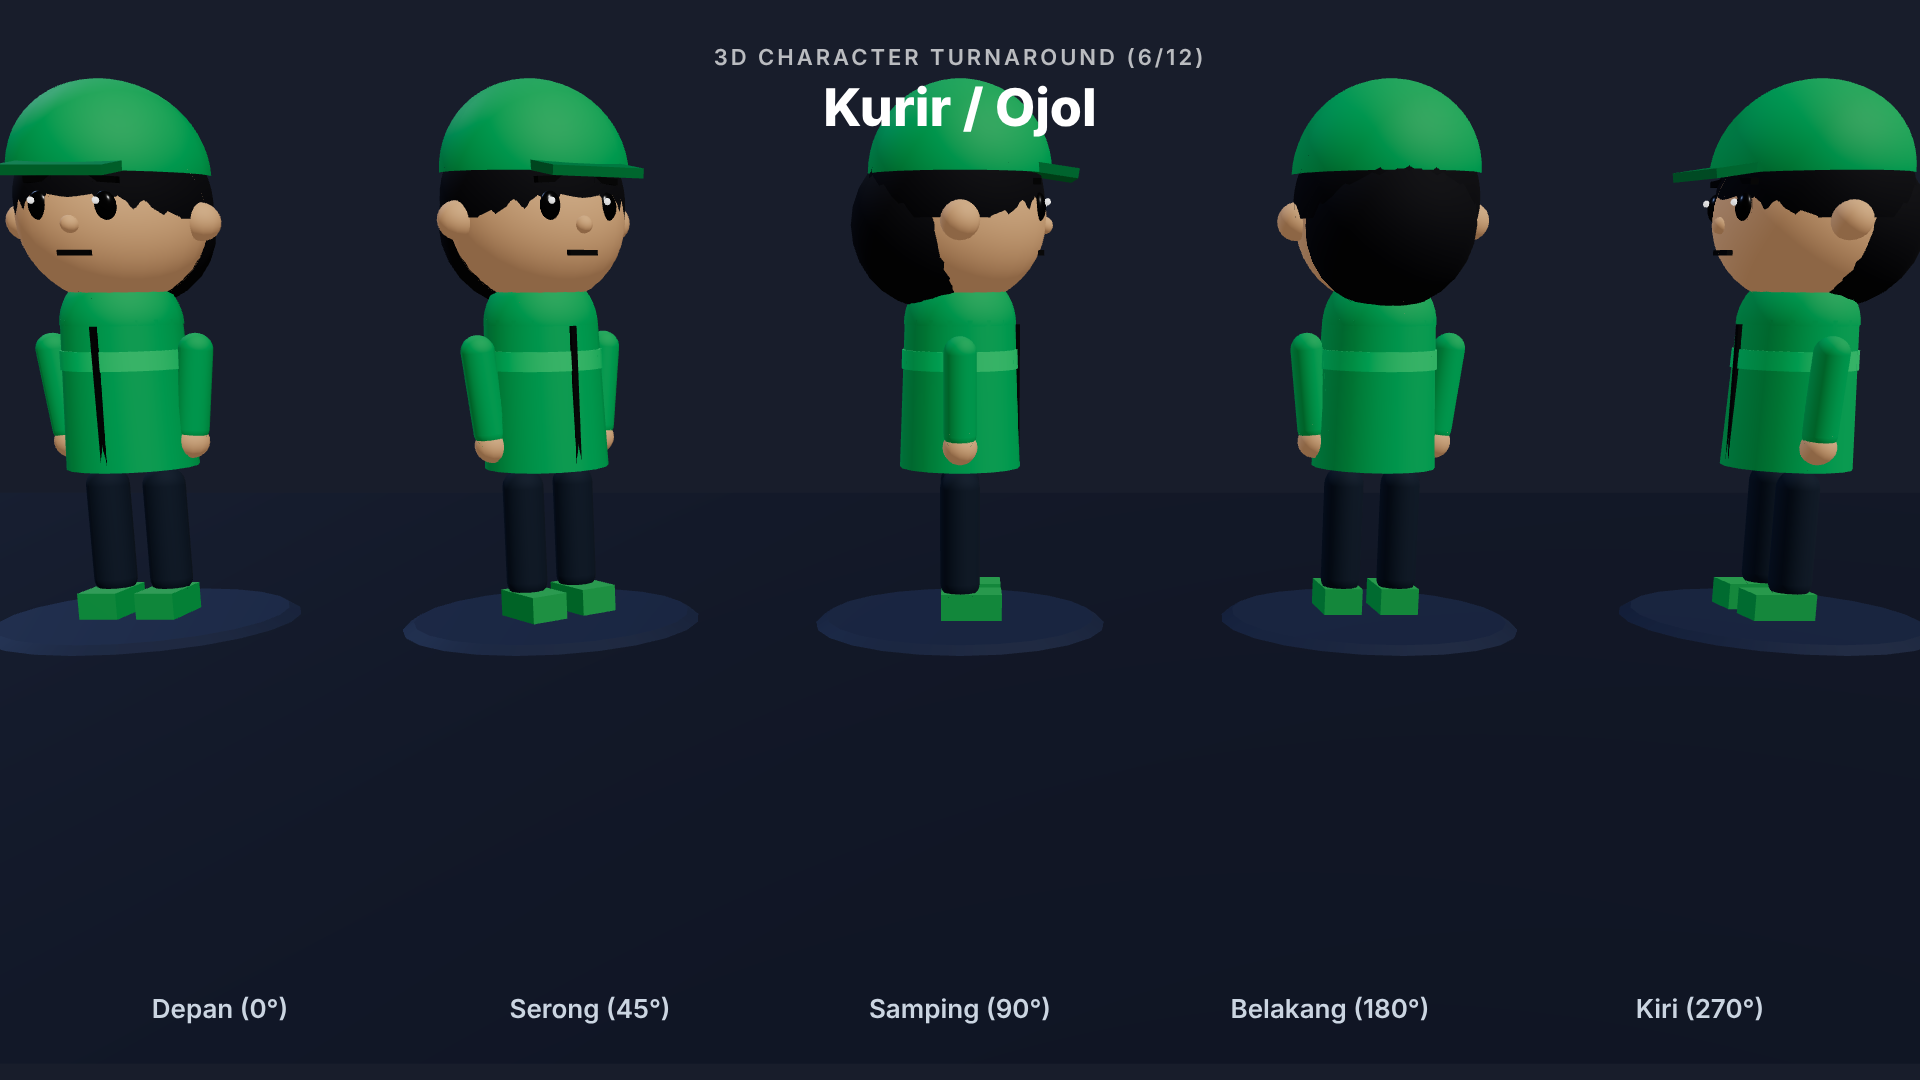 3D CHARACTER TURNAROUND (6/12)
Kurir / Ojol
Depan (0°)
Serong (45°)
Samping (90°)
Belakang (180°)
Kiri (270°)